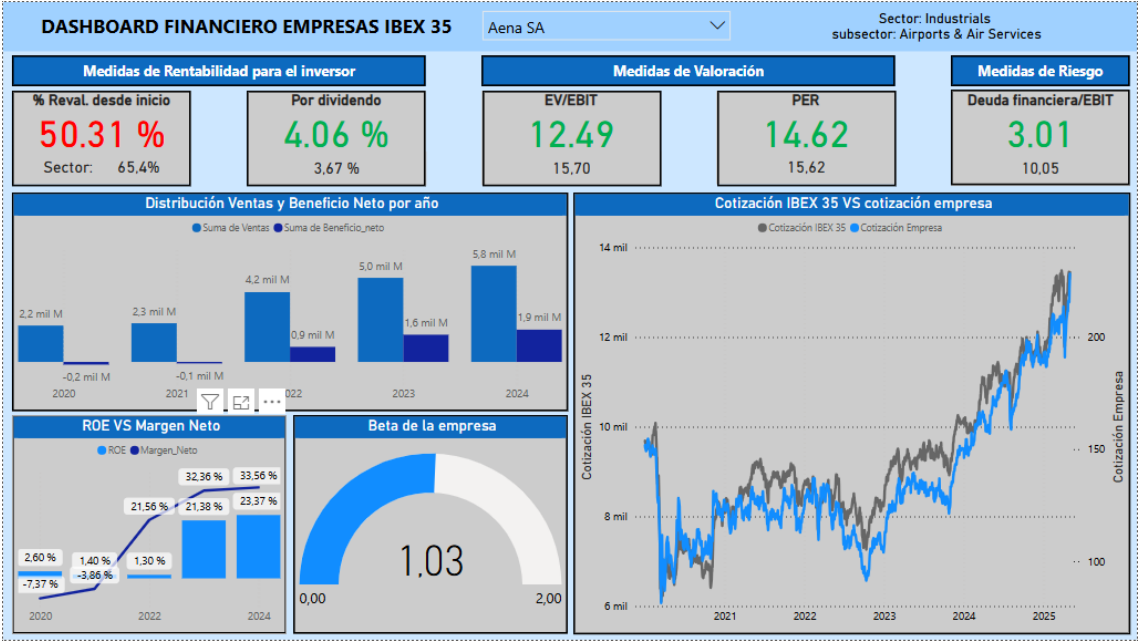 DASHBOARD FINANCIERO EMPRESAS IBEX 35
Aena SA
Sector: Industrials
subsector: Airports & Air Services
Medidas de Rentabilidad para el inversor
Medidas de Valoración
Medidas de Riesgo
% Reval. desde inicio
50.31 %
Sector: 65,4%
Por dividendo
4.06 %
3,67 %
EV/EBIT
12.49
15,70
PER
14.62
15,62
Deuda financiera/EBIT
3.01
10,05
Distribución Ventas y Beneficio Neto por año
Suma de Ventas Suma de Beneficio_neto
2,2 mil M
-0,2 mil M
2,3 mil M
-0,1 mil M
4,2 mil M
0,9 mil M
5,0 mil M
1,6 mil M
5,8 mil M
1,9 mil M
2020 2021 2022 2023 2024
Cotización IBEX 35 VS cotización empresa
Cotización IBEX 35 Cotización Empresa
Cotización IBEX 35
14 mil
12 mil
10 mil
8 mil
6 mil
200
150
100
Cotización Empresa
2021 2022 2023 2024 2025
ROE VS Margen Neto
ROE Margen_Neto
32,36 % 33,56 %
21,56 % 21,38 % 23,37 %
2,60 % 1,40 % 1,30 %
-7,37 % -3,86 %
2020 2022 2024
Beta de la empresa
1,03
0,00 2,00